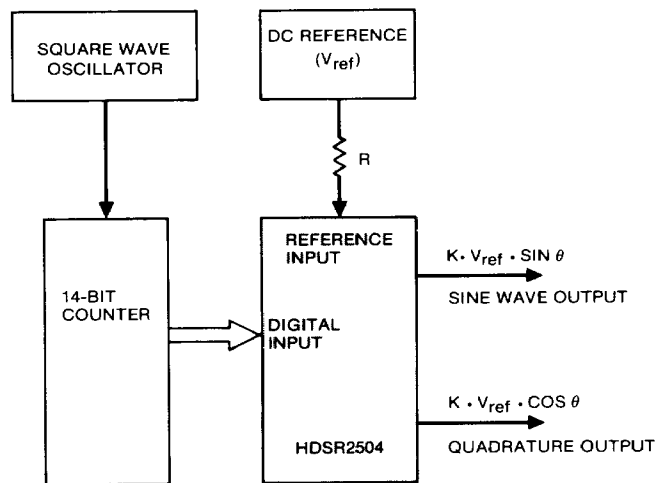 SQUARE WAVE
OSCILLATOR
DC REFERENCE
(Vref)
R
14-BIT
COUNTER
REFERENCE
INPUT
DIGITAL
INPUT
HDSR2504
K · Vref · SIN θ
SINE WAVE OUTPUT
K · Vref · COS θ
QUADRATURE OUTPUT